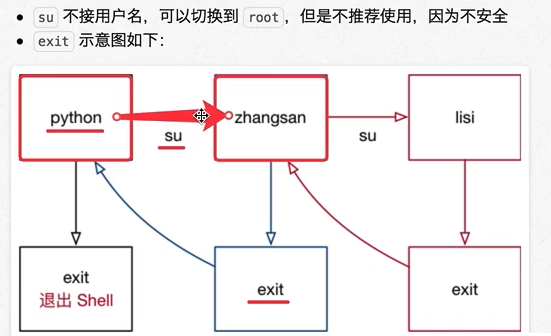 su 不接用户名，可以切换到 root，但是不推荐使用，因为不安全
exit 示意图如下：
python
su
zhangsan
su
lisi
exit
退出 Shell
exit
exit